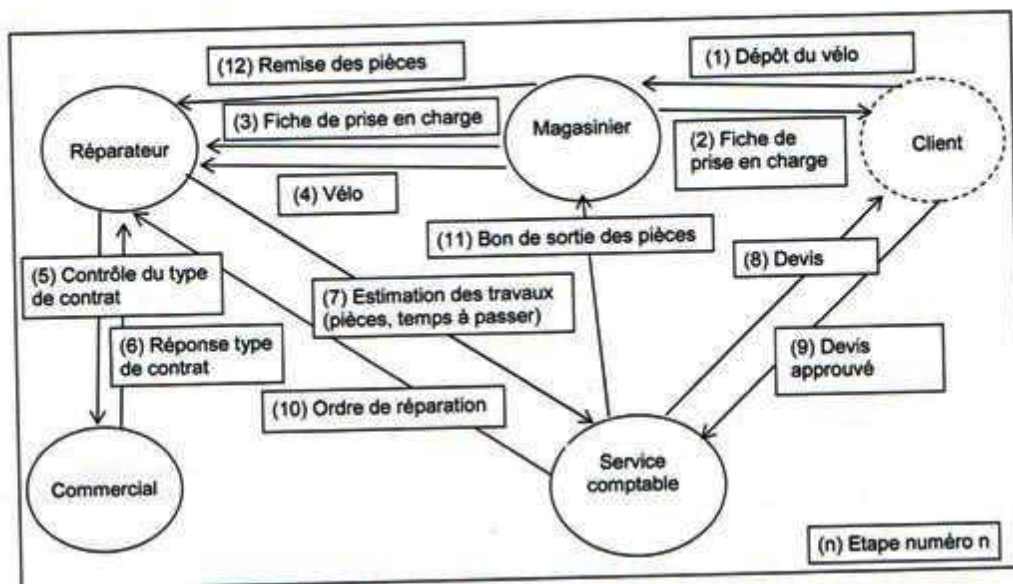 (12) Remise des pièces
(1) Dépôt du vélo
(3) Fiche de prise en charge
Réparateur
Magasinier
(2) Fiche de
prise en charge
Client
(4) Vélo
(11) Bon de sortie des pièces
(8) Devis
(5) Contrôle du type
de contrat
(7) Estimation des travaux
(pièces, temps à passer)
(6) Réponse type
de contrat
(9) Devis
approuvé
(10) Ordre de réparation
Commercial
Service
comptable
(n) Etape numéro n